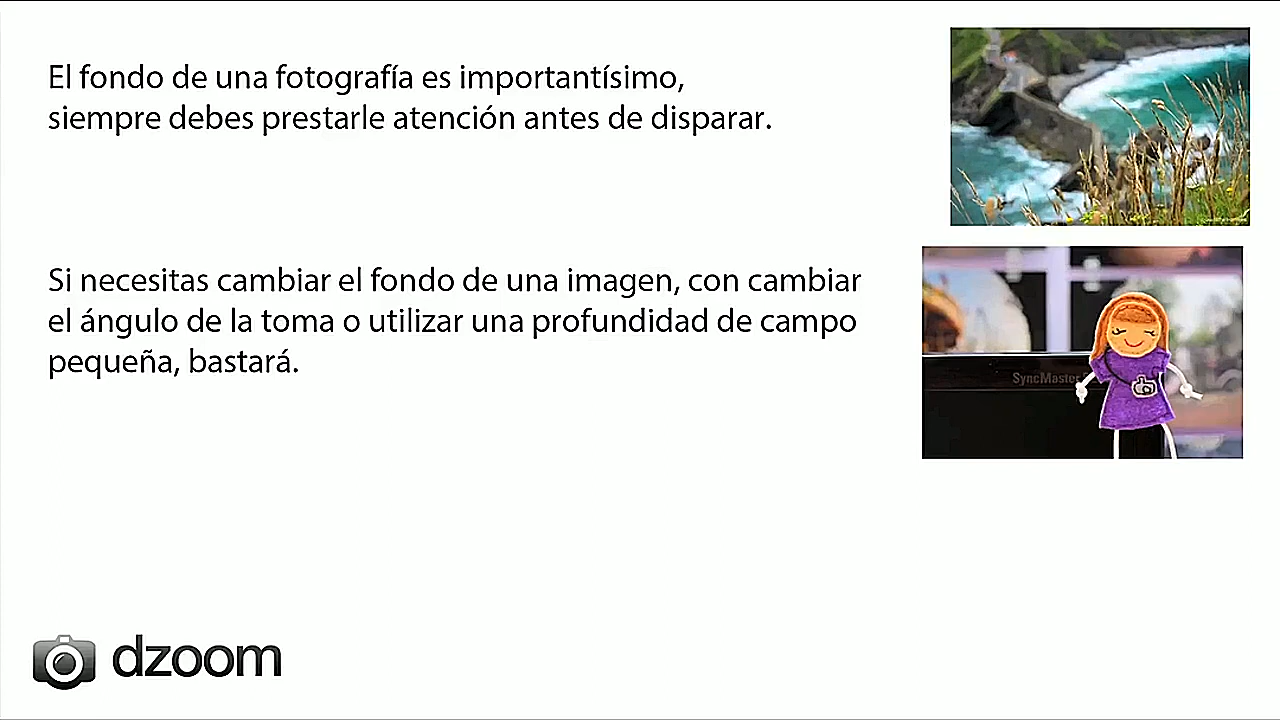 El fondo de una fotografía es importantísimo,
siempre debes prestarle atención antes de disparar.
Si necesitas cambiar el fondo de una imagen, con cambiar
el ángulo de la toma o utilizar una profundidad de campo
pequeña, bastará.
SyncMaster
dzoom